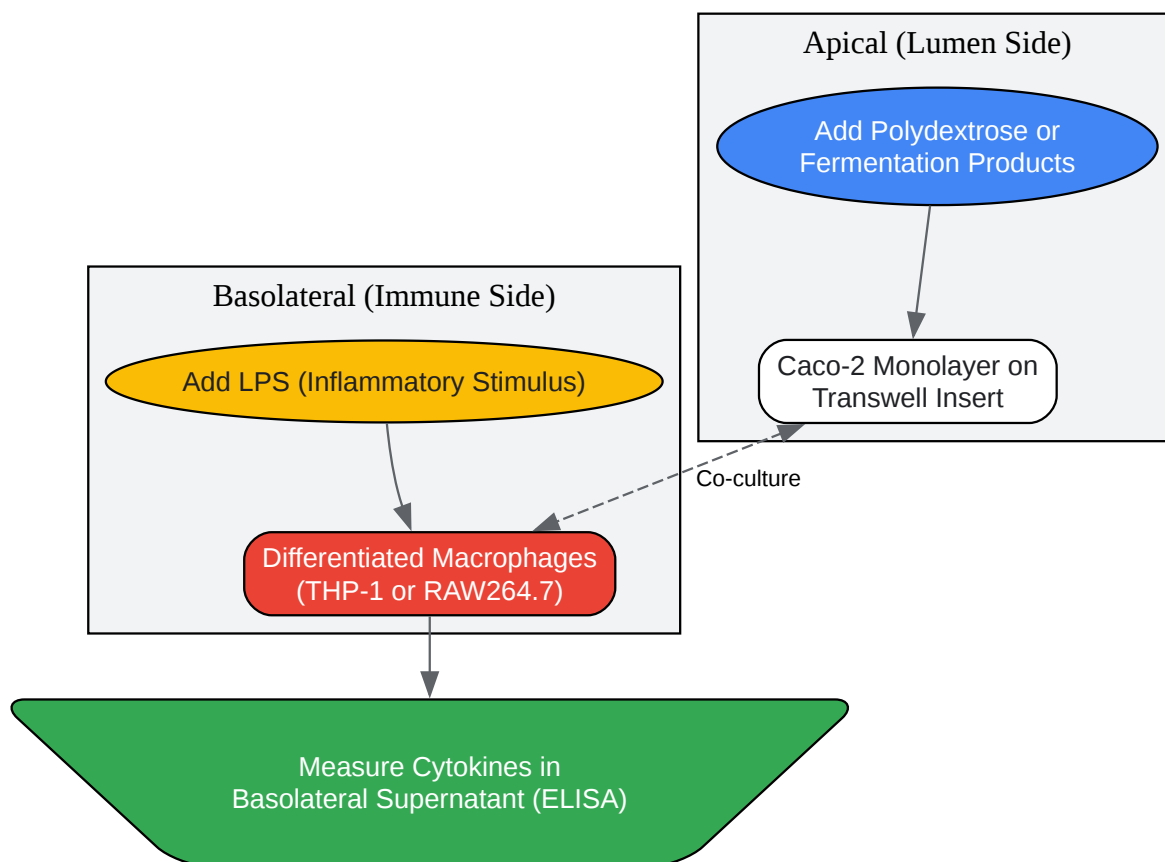 Apical (Lumen Side)
Add Polydextrose or
Fermentation Products
Basolateral (Immune Side)
Add LPS (Inflammatory Stimulus)
Caco-2 Monolayer on
Transwell Insert
Co-culture
Differentiated Macrophages
(THP-1 or RAW264.7)
Measure Cytokines in
Basolateral Supernatant (ELISA)